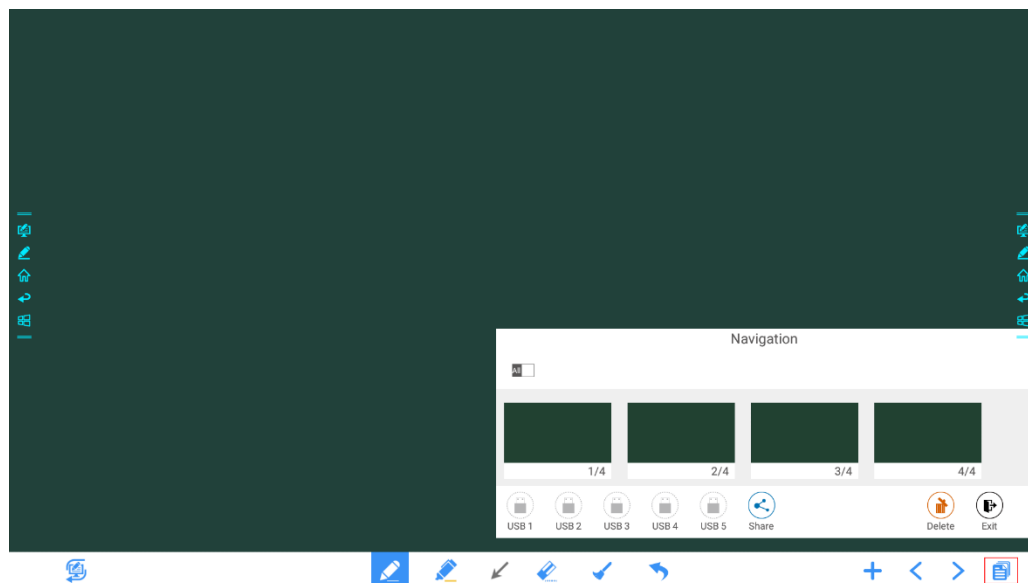 Navigation
All
1/4 2/4 3/4 4/4
USB 1 USB 2 USB 3 USB 4 USB 5 Share Delete Exit